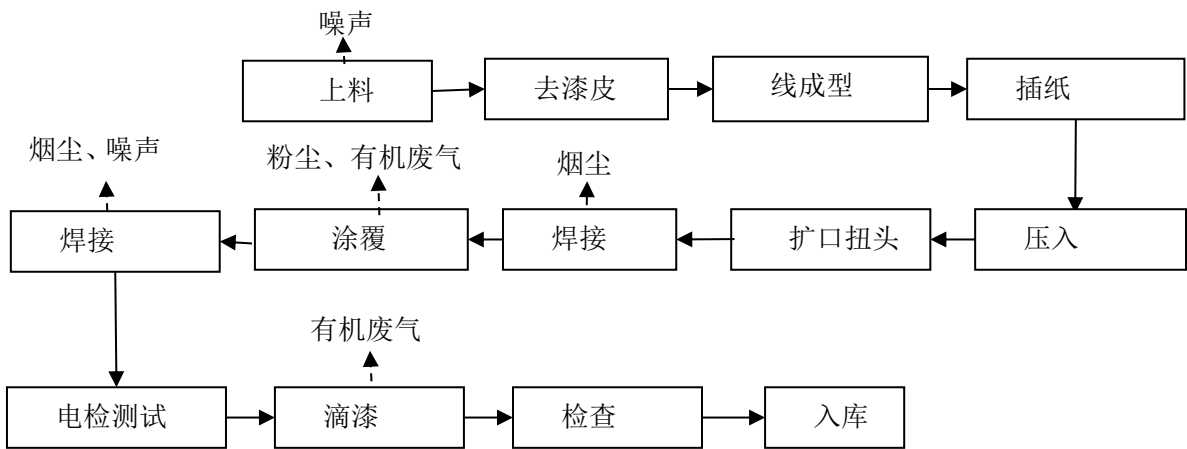 噪声
上料
去漆皮
线成型
插纸
烟尘、噪声
粉尘、有机废气
烟尘
焊接
涂覆
焊接
扩口扭头
压入
有机废气
电检测试
滴漆
检查
入库